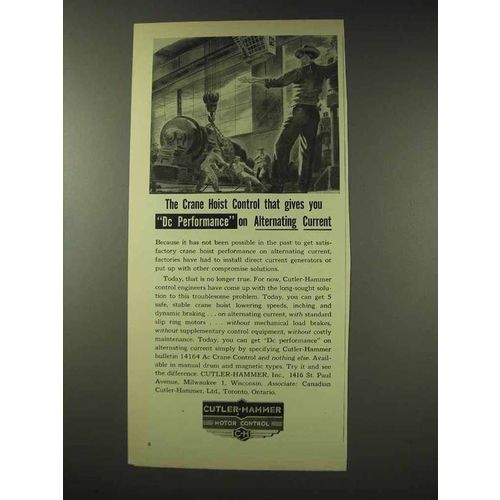 The Crane Hoist Control that gives you
"Dc Performance" on Alternating Current
Because it has not been possible in the past to get satis-
factory crane hoist performance on alternating current,
factories have had to install direct current generators or
put up with other compromise solutions.
Today, that is no longer true. For now, Cutler-Hammer
control engineers have come up with the long-sought solu-
tion to this troublesome problem. Today, you can get 5
safe, stable crane hoist lowering speeds, inching and
dynamic braking . . . on alternating current, with standard
slip ring motors . . . . without mechanical load brakes,
without supplementary control equipment, without costly
maintenance. Today, you can get "Dc performance" on
alternating current simply by specifying Cutler-Hammer
bulletin 14164 Ac Crane Control and nothing else. Avail-
able in manual drum and magnetic types. Try it and see
the difference. CUTLER-HAMMER, Inc., 1416 St. Paul
Avenue, Milwaukee 1, Wisconsin. Associate: Canadian
Cutler-Hammer, Ltd., Toronto, Ontario.
CUTLER-HAMMER
MOTOR CONTROL
C-H